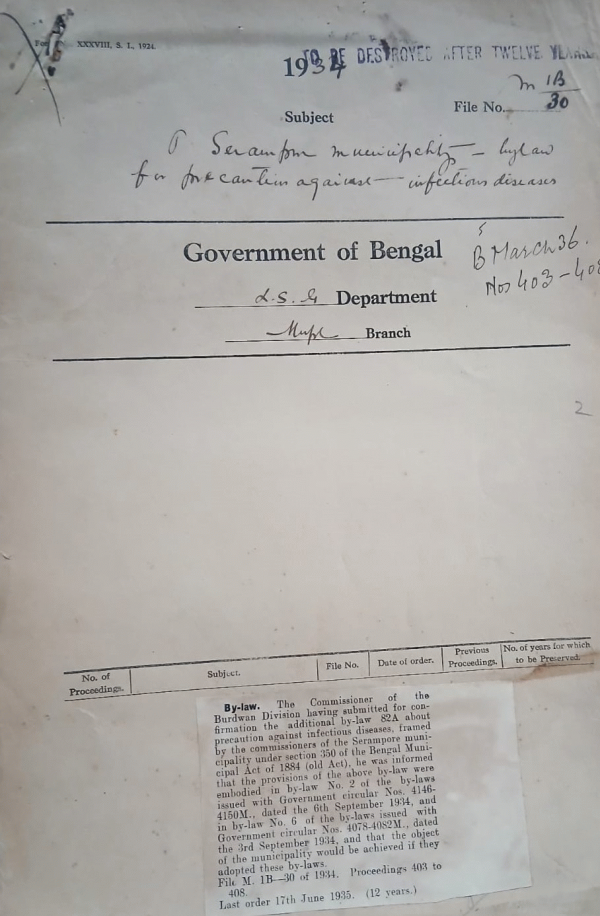 XXXVIII, S. I., 1924.
TO BE DESTROYED AFTER TWELVE YEARS
1934
M 1B
File No. 30
Subject
Serampore municipality – bylaw
for precaution against infectious diseases
Government of Bengal
B March 36.
Nos 403 – 408
L. S. G Department
Branch
2
No. of Proceedings. Subject. File No. Date of order. Previous Proceedings. No. of years for which to be Preserved.
By-law. The Commissioner of the
Burdwan Division having submitted for con-
firmation the additional by-law 82A about
precaution against infectious diseases, framed
by the commissioners of the Serampore muni-
cipality under section 350 of the Bengal Muni-
cipal Act of 1884 (old Act), he was informed
that the provisions of the above by-law were
embodied in by-law No. 2 of the by-laws
issued with Government circular Nos. 4146-
4150M., dated the 6th September 1934, and
in by-law No. 6 of the by-laws issued with
Government circular Nos. 4078-4082M., dated
the 3rd September 1934, and that the object
of the municipality would be achieved if they
adopted these by-laws.
File M. 1B—30 of 1934. Proceedings 403 to
408.
Last order 17th June 1935. (12 years.)